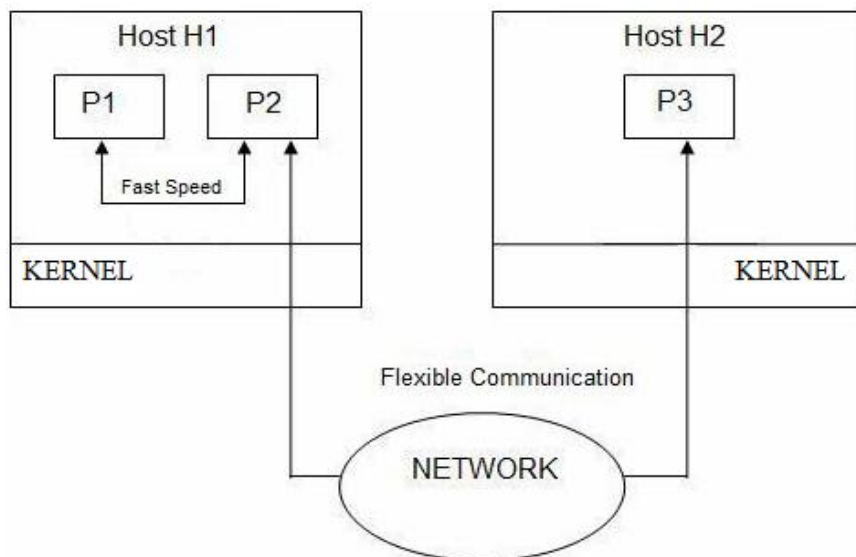 Host H1
P1
P2
Fast Speed
KERNEL
Host H2
P3
KERNEL
Flexible Communication
NETWORK